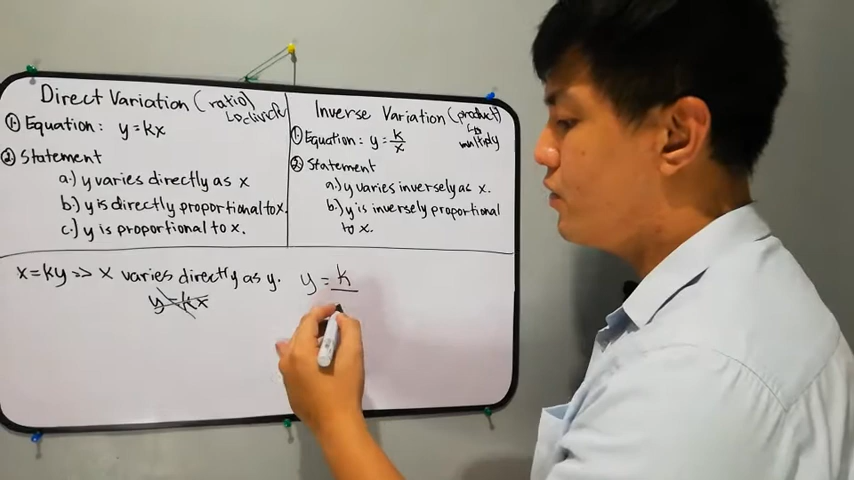 Direct Variation (ratio)
↳ divide
① Equation: y=kx
② Statement
a.) y varies directly as x
b.) y is directly proportional to x.
c.) y is proportional to x.
Inverse Variation (product)
↳ multiply
① Equation: y = k/x
② Statement
a.) y varies inversely as x.
b.) y is inversely proportional
to x.
x=ky => x varies directly as y.
y=kx
y = k